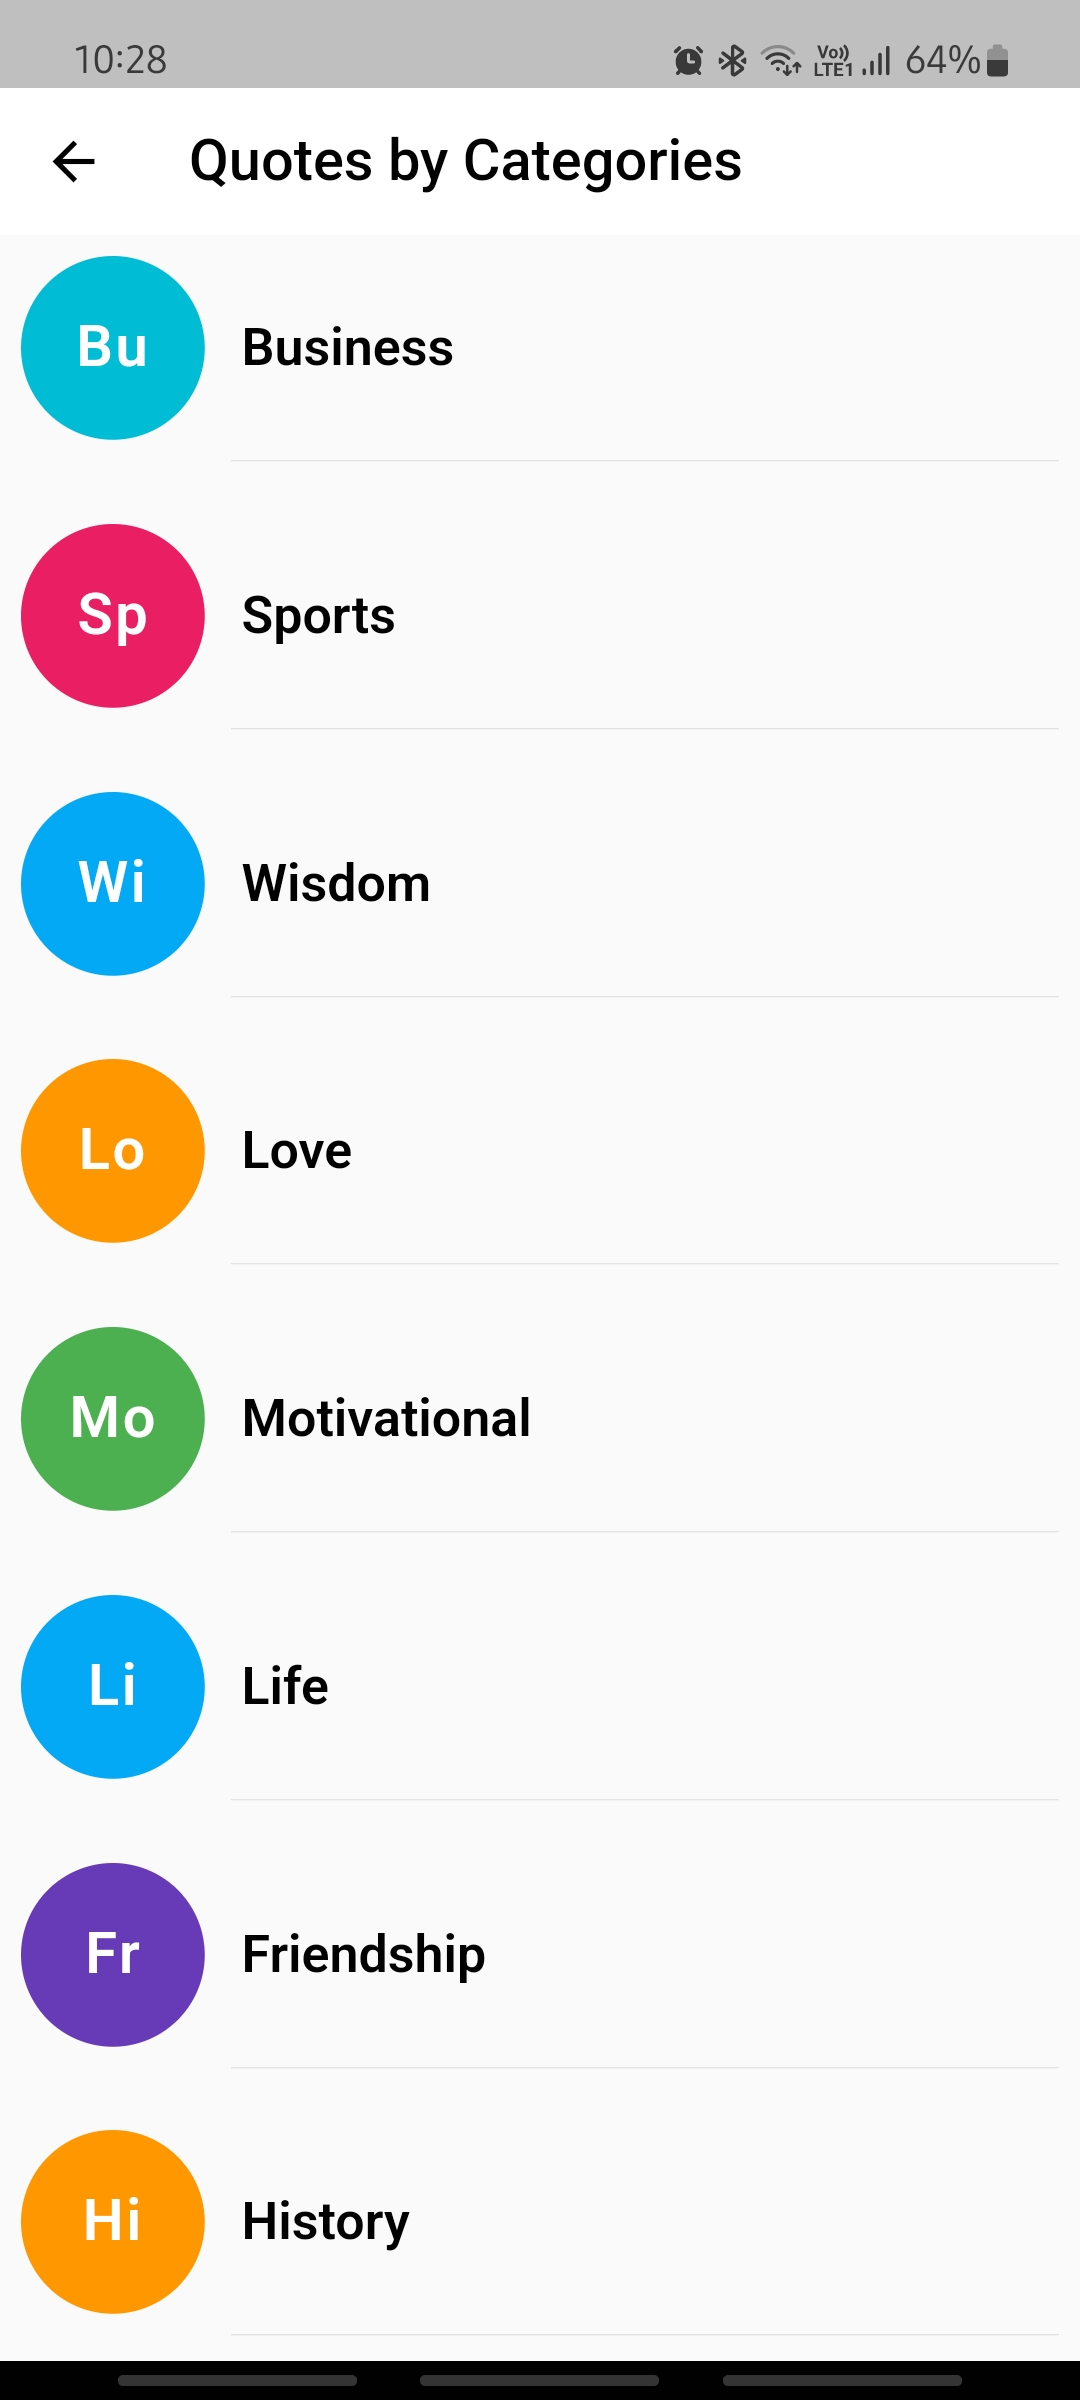 10:28 Vo)) LTE1 64%
Quotes by Categories
Bu Business
Sp Sports
Wi Wisdom
Lo Love
Mo Motivational
Li Life
Fr Friendship
Hi History